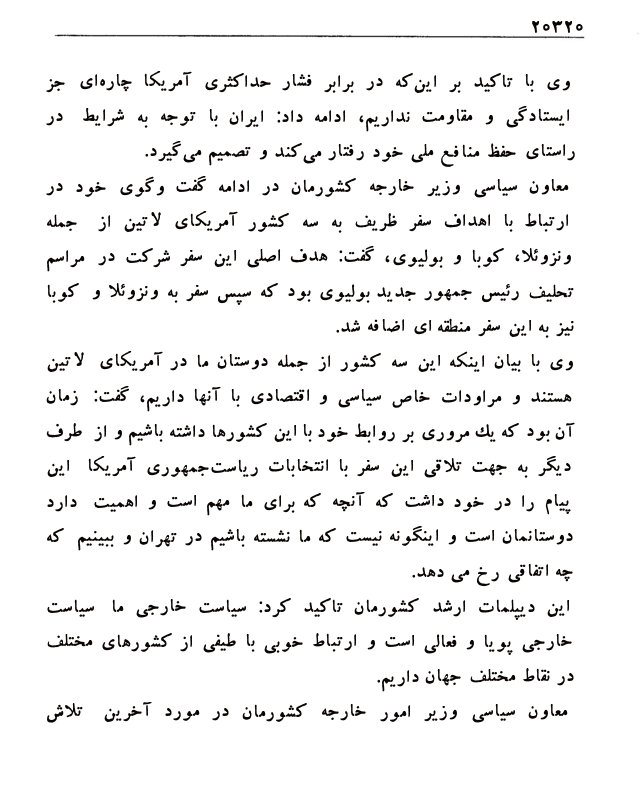 ۲۰۳۲۰
وی با تاکید بر این‌که در برابر فشار حداکثری آمریکا چاره‌ای جز
ایستادگی و مقاومت نداریم، ادامه داد: ایران با توجه به شرایط در
راستای حفظ منافع ملی خود رفتار می‌کند و تصمیم می‌گیرد.
معاون سیاسی وزیر خارجه کشورمان در ادامه گفت وگوی خود در
ارتباط با اهداف سفر ظریف به سه کشور آمریکای لاتین از جمله
ونزوئلا، کوبا و بولیوی، گفت: هدف اصلی این سفر شرکت در مراسم
تحلیف رئیس جمهور جدید بولیوی بود که سپس سفر به ونزوئلا و کوبا
نیز به این سفر منطقه ای اضافه شد.
وی با بیان اینکه این سه کشور از جمله دوستان ما در آمریکای لاتین
هستند و مراودات خاص سیاسی و اقتصادی با آنها داریم، گفت: زمان
آن بود که یك مروری بر روابط خود با این کشورها داشته باشیم و از طرف
دیگر به جهت تلاقی این سفر با انتخابات ریاست‌جمهوری آمریکا این
پیام را در خود داشت که آنچه که برای ما مهم است و اهمیت دارد
دوستانمان است و اینگونه نیست که ما نشسته باشیم در تهران و ببینیم که
چه اتفاقی رخ می دهد.
این دیپلمات ارشد کشورمان تاکید کرد: سیاست خارجی ما سیاست
خارجی پویا و فعالی است و ارتباط خوبی با طیفی از کشورهای مختلف
در نقاط مختلف جهان داریم.
معاون سیاسی وزیر امور خارجه کشورمان در مورد آخرین تلاش